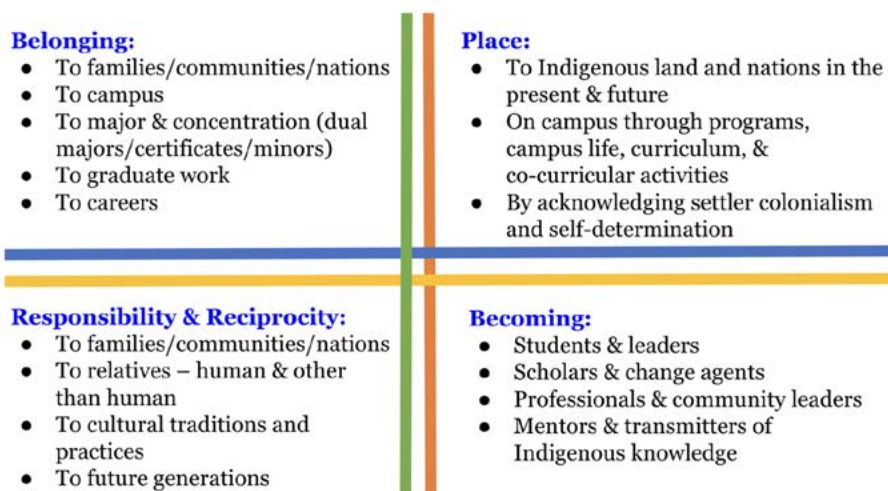 Belonging:
● To families/communities/nations
● To campus
● To major & concentration (dual
majors/certificates/minors)
● To graduate work
● To careers
Place:
● To Indigenous land and nations in the
present & future
● On campus through programs,
campus life, curriculum, &
co-curricular activities
● By acknowledging settler colonialism
and self-determination
Responsibility & Reciprocity:
● To families/communities/nations
● To relatives – human & other
than human
● To cultural traditions and
practices
● To future generations
Becoming:
● Students & leaders
● Scholars & change agents
● Professionals & community leaders
● Mentors & transmitters of
Indigenous knowledge